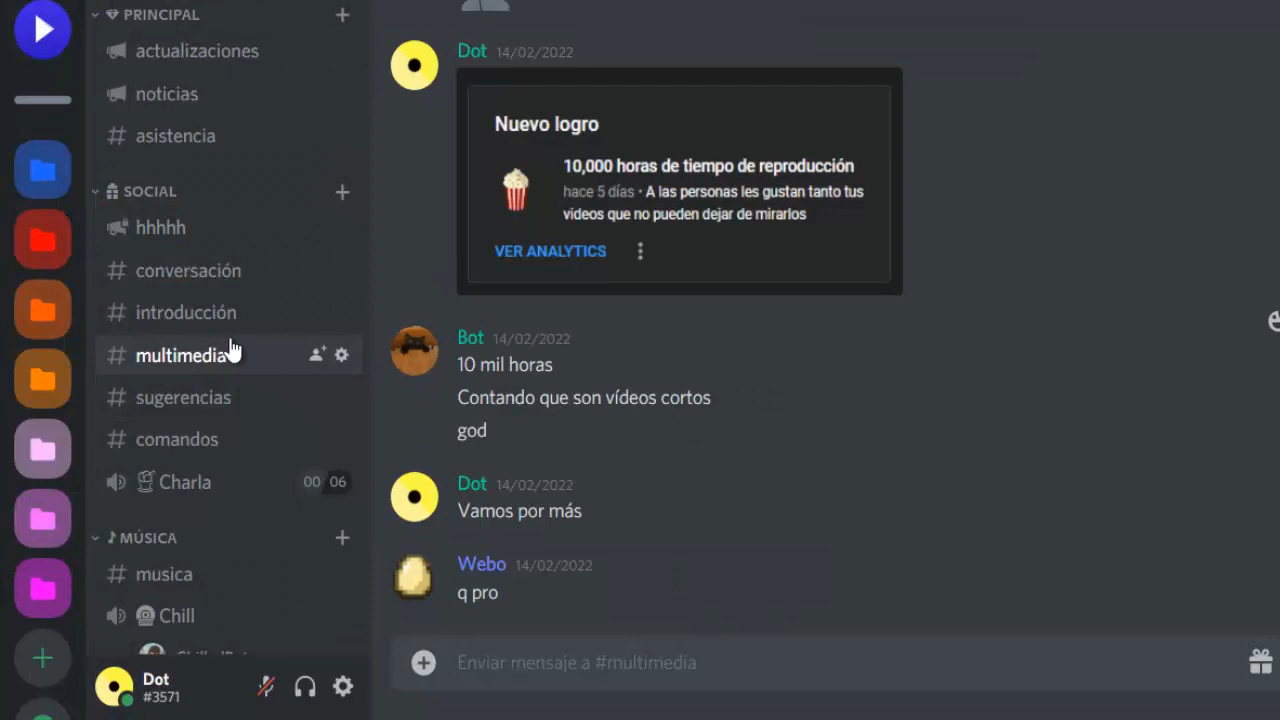 PRINCIPAL
actualizaciones
noticias
asistencia
SOCIAL
hhhhh
conversación
introducción
multimedia
sugerencias
comandos
Charla 00 06
MÚSICA
musica
Chill
Dot
#3571
Dot 14/02/2022
Nuevo logro
10,000 horas de tiempo de reproducción
hace 5 días • A las personas les gustan tanto tus
videos que no pueden dejar de mirarlos
VER ANALYTICS
Bot 14/02/2022
10 mil horas
Contando que son vídeos cortos
god
Dot 14/02/2022
Vamos por más
Webo 14/02/2022
q pro
Enviar mensaje a #multimedia